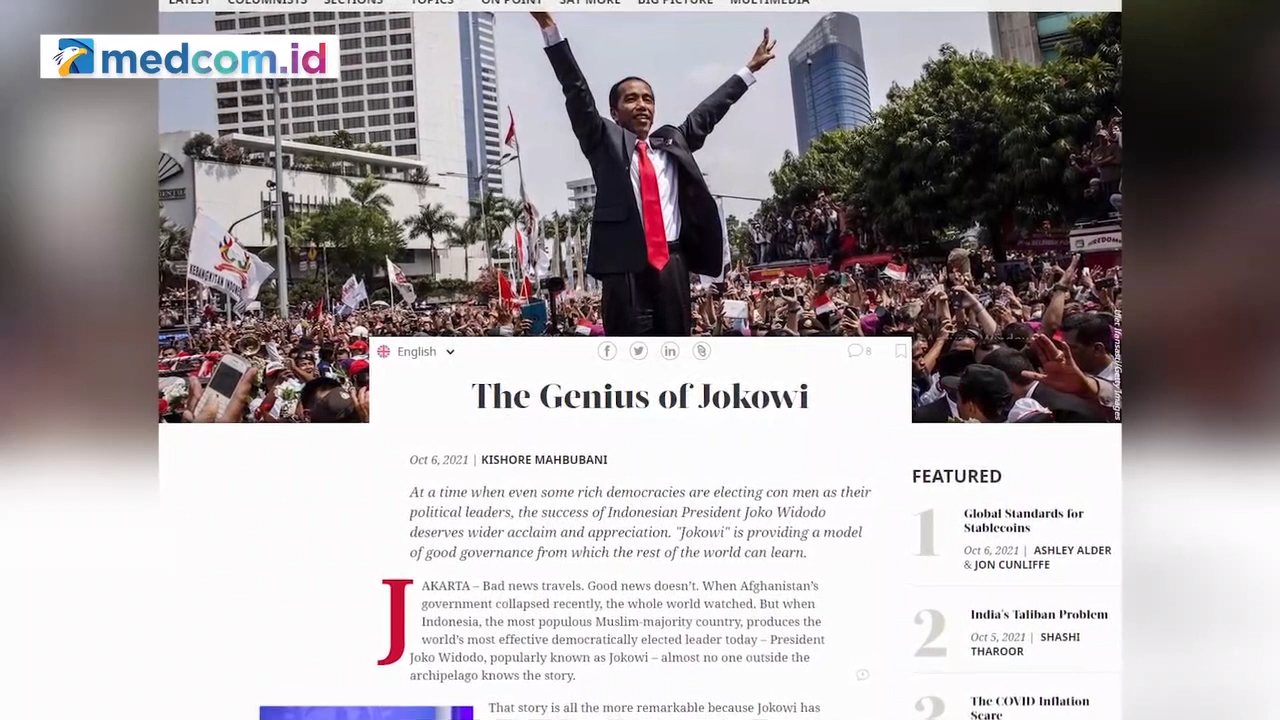 LATEST COLUMNISTS SECTIONS TOPICS ON POINT SAY MORE BIG PICTURE MULTIMEDIA
medcom.id
KEBANGKITAN INDONE
FREEDOM
English
8
The Genius of Jokowi
Oct 6, 2021 | KISHORE MAHBUBANI
At a time when even some rich democracies are electing con men as their
political leaders, the success of Indonesian President Joko Widodo
deserves wider acclaim and appreciation. "Jokowi" is providing a model
of good governance from which the rest of the world can learn.
JAKARTA – Bad news travels. Good news doesn't. When Afghanistan's
government collapsed recently, the whole world watched. But when
Indonesia, the most populous Muslim-majority country, produces the
world's most effective democratically elected leader today – President
Joko Widodo, popularly known as Jokowi – almost no one outside the
archipelago knows the story.
That story is all the more remarkable because Jokowi has
FEATURED
1
Global Standards for
Stablecoins
Oct 6, 2021 | ASHLEY ALDER
& JON CUNLIFFE
2
India's Taliban Problem
Oct 5, 2021 | SHASHI
THAROOR
3
The COVID Inflation
Scare